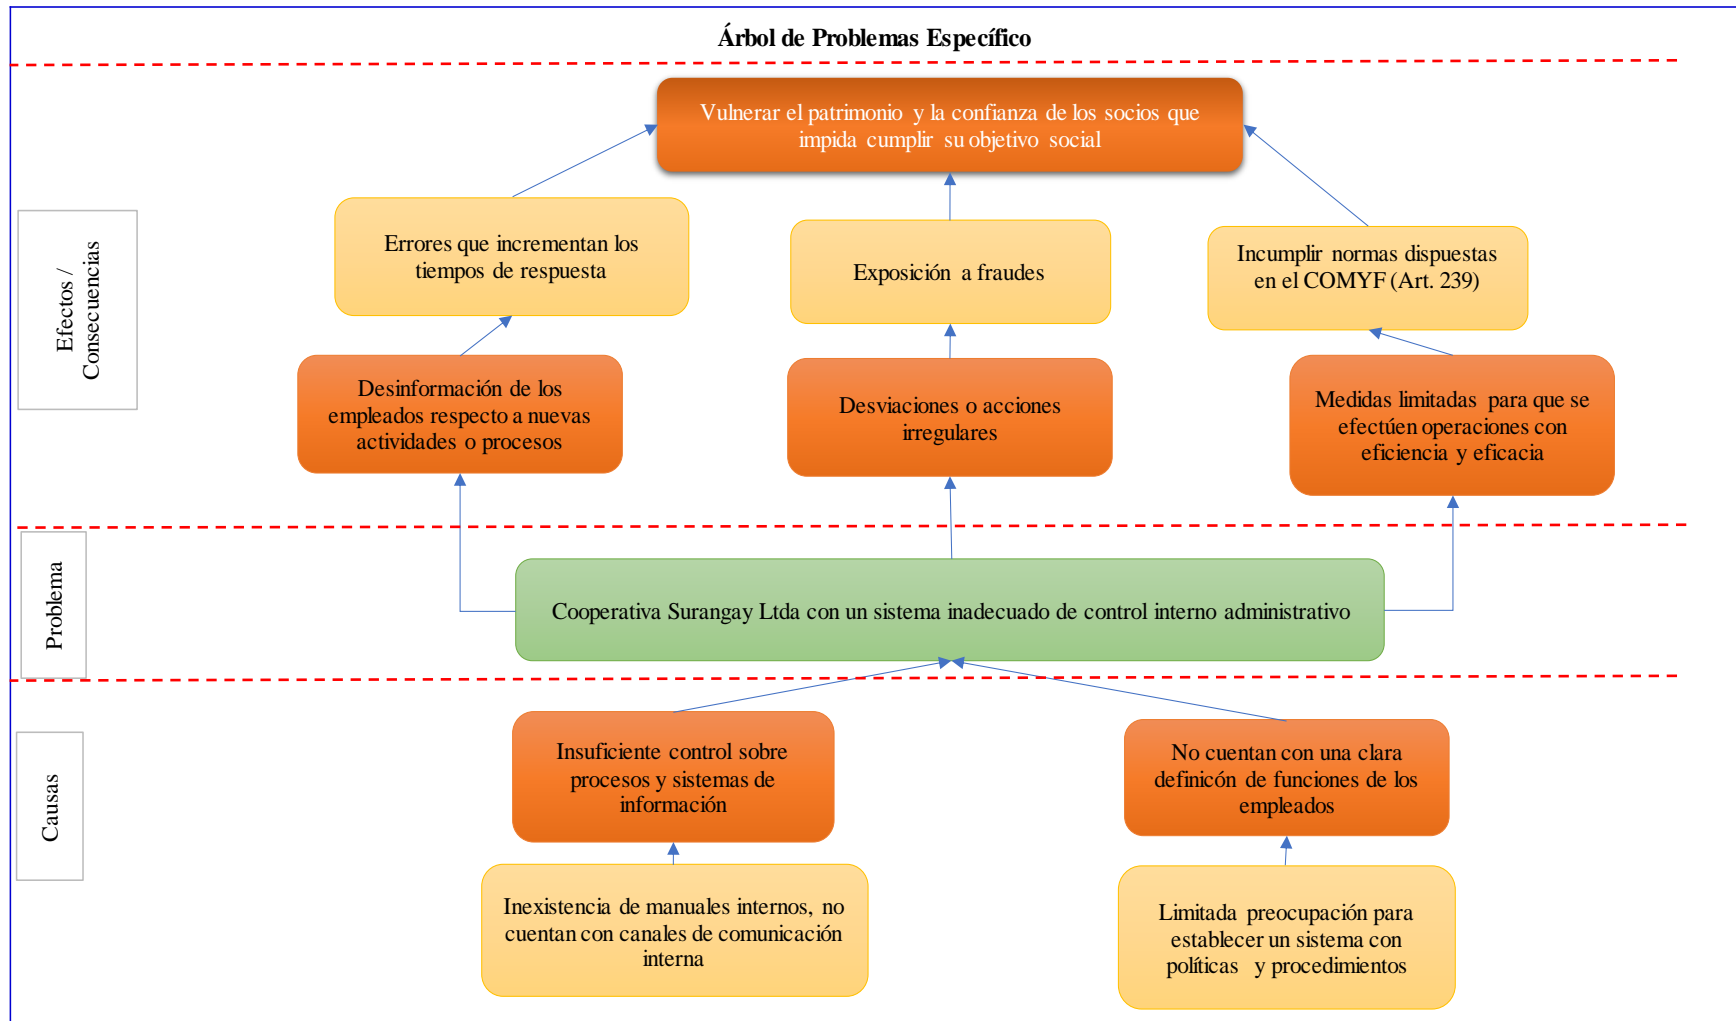 Árbol de Problemas Específico
Vulnerar el patrimonio y la confianza de los socios que
impida cumplir su objetivo social
Efectos /
Consecuencias
Errores que incrementan los
tiempos de respuesta
Exposición a fraudes
Incumplir normas dispuestas
en el COMYF (Art. 239)
Desinformación de los
empleados respecto a nuevas
actividades o procesos
Desviaciones o acciones
irregulares
Medidas limitadas para que se
efectúen operaciones con
eficiencia y eficacia
Problema
Cooperativa Surangay Ltda con un sistema inadecuado de control interno administrativo
Causas
Insuficiente control sobre
procesos y sistemas de
información
No cuentan con una clara
definicón de funciones de los
empleados
Inexistencia de manuales internos, no
cuentan con canales de comunicación
interna
Limitada preocupación para
establecer un sistema con
políticas y procedimientos